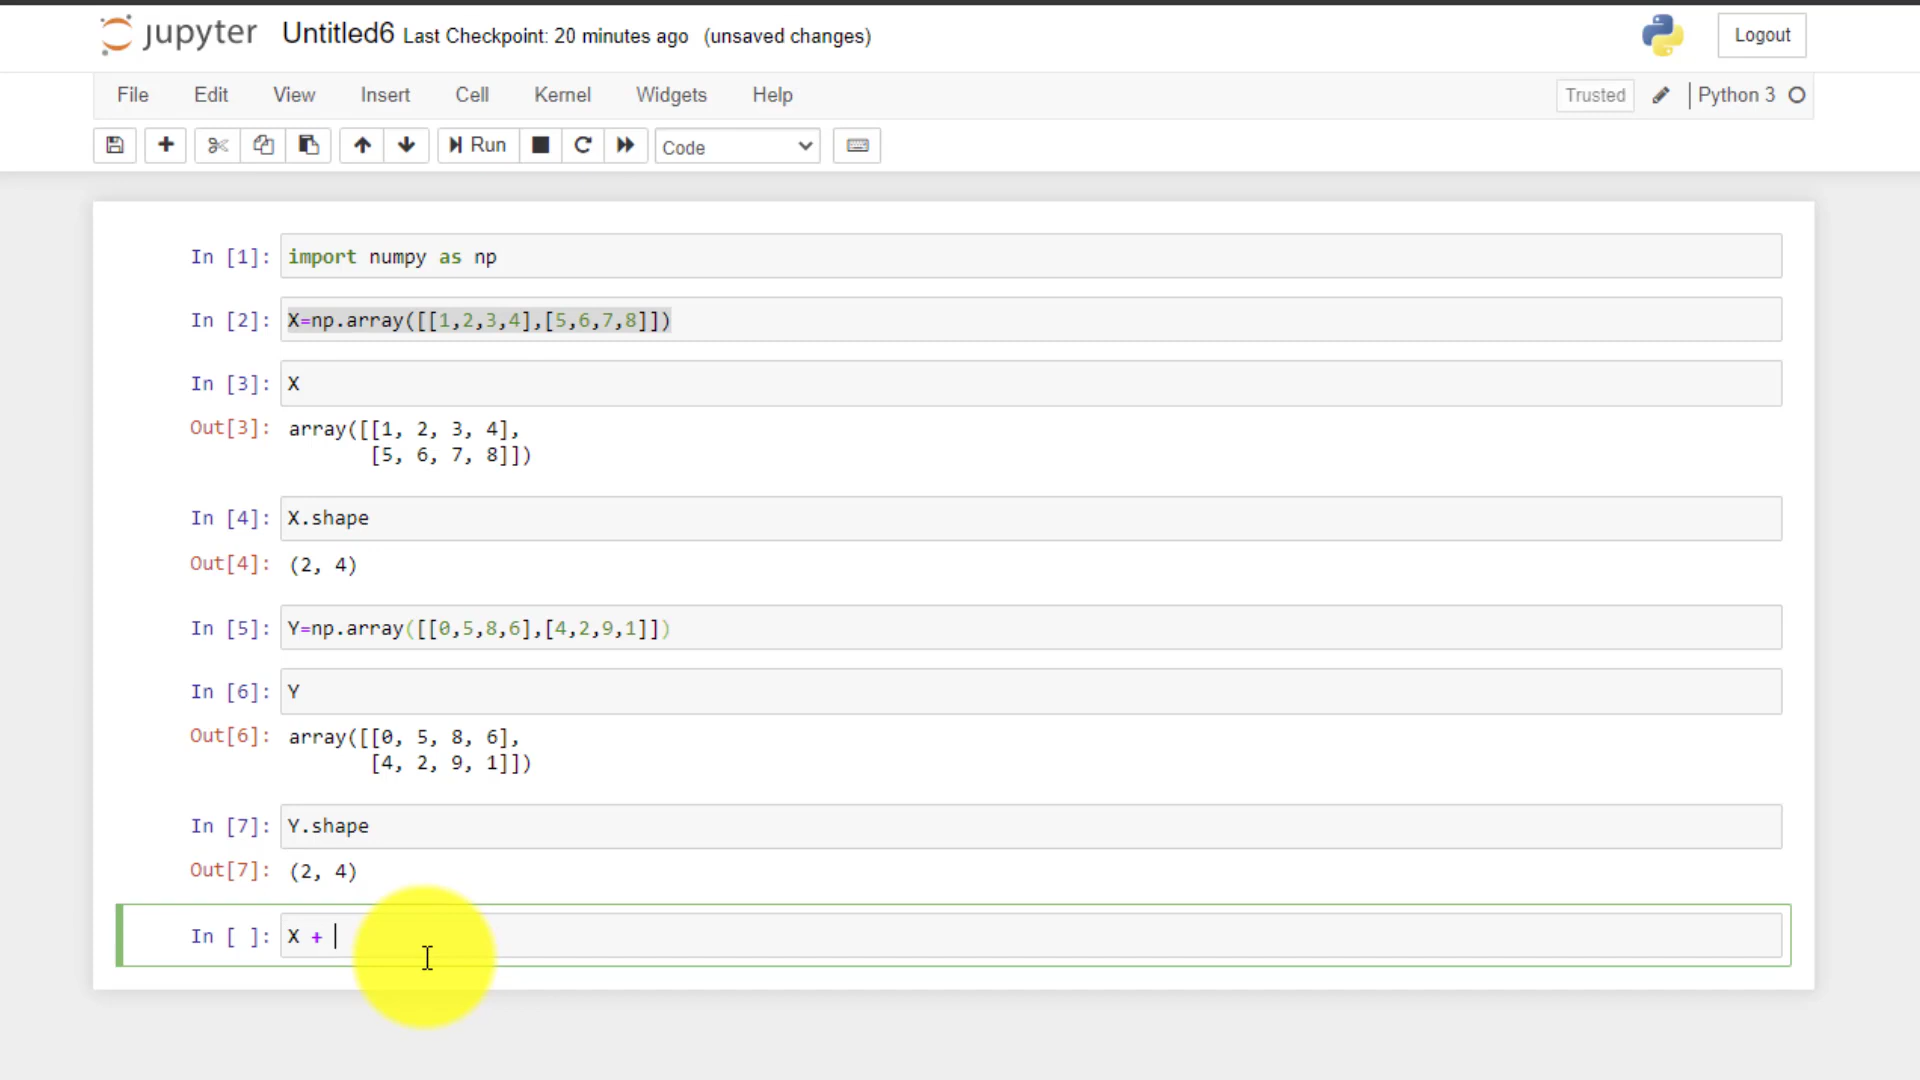 jupyter Untitled6 Last Checkpoint: 20 minutes ago (unsaved changes) Logout
File Edit View Insert Cell Kernel Widgets Help Trusted Python 3
Run Code
In [1]: import numpy as np
In [2]: X=np.array([[1,2,3,4],[5,6,7,8]])
In [3]: X
Out[3]: array([[1, 2, 3, 4],
[5, 6, 7, 8]])
In [4]: X.shape
Out[4]: (2, 4)
In [5]: Y=np.array([[0,5,8,6],[4,2,9,1]])
In [6]: Y
Out[6]: array([[0, 5, 8, 6],
[4, 2, 9, 1]])
In [7]: Y.shape
Out[7]: (2, 4)
In [ ]: X +